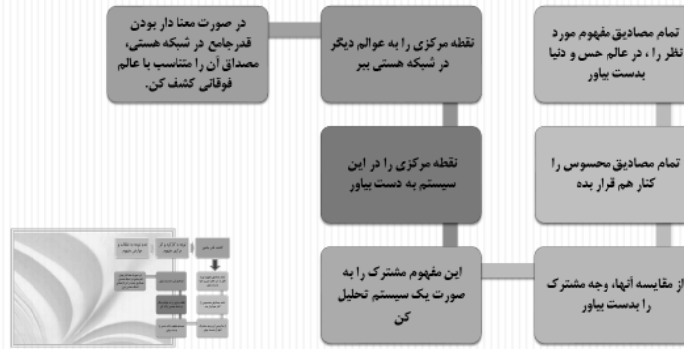 تمام مصادیق مفهوم مورد
نظر را ، در عالم حس و دنیا
بدست بیاور
تمام مصادیق محسوس را
کنار هم قرار بده
از مقایسه آنها، وجه مشترک
را بدست بیاور
این مفهوم مشترک را به
صورت یک سیستم تحلیل
کن
نقطه مرکزی را در این
سیستم به دست بیاور
نقطه مرکزی را به عوالم دیگر
در شبکه هستی ببر
در صورت معنا دار بودن
قدرجامع در شبکه هستی،
مصداق آن را متناسب با عالم
فوقانی کشف کن.